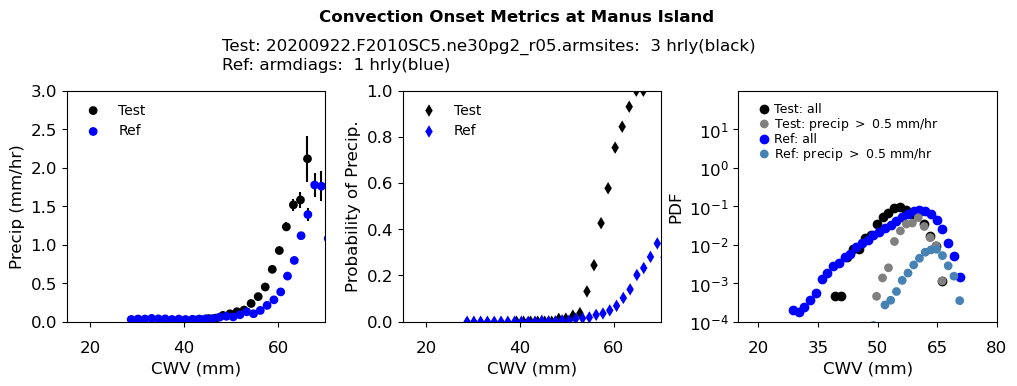 Convection Onset Metrics at Manus Island
Test: 20200922.F2010SC5.ne30pg2_r05.armsites:  3 hrly(black)
Ref: armdiags:  1 hrly(blue)
Precip (mm/hr)
3.0
2.5
2.0
1.5
1.0
0.5
0.0
Test
Ref
20 40 60
CWV (mm)
Probability of Precip.
1.0
0.8
0.6
0.4
0.2
0.0
Test
Ref
20 40 60
CWV (mm)
PDF
10¹
10⁰
10⁻¹
10⁻²
10⁻³
10⁻⁴
Test: all
Test: precip > 0.5 mm/hr
Ref: all
Ref: precip > 0.5 mm/hr
20 35 50 65 80
CWV (mm)